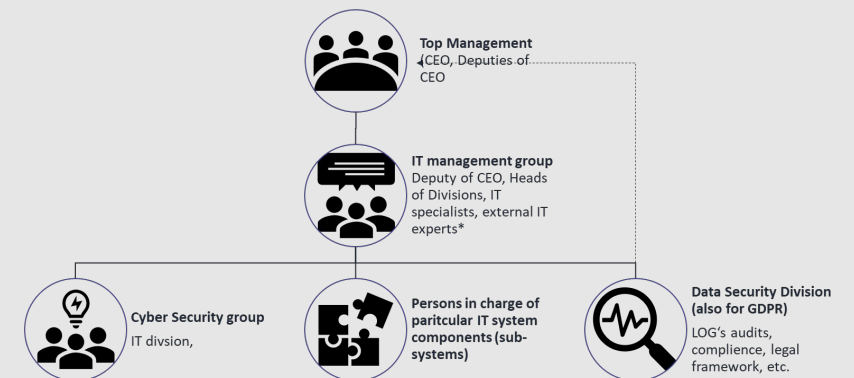 Top Management
(CEO, Deputies of
CEO
IT management group
Deputy of CEO, Heads
of Divisions, IT
specialists, external IT
experts*
Cyber Security group
IT divsion,
Persons in charge of
paritcular IT system
components (sub-
systems)
Data Security Division
(also for GDPR)
LOG‘s audits,
complience, legal
framework, etc.